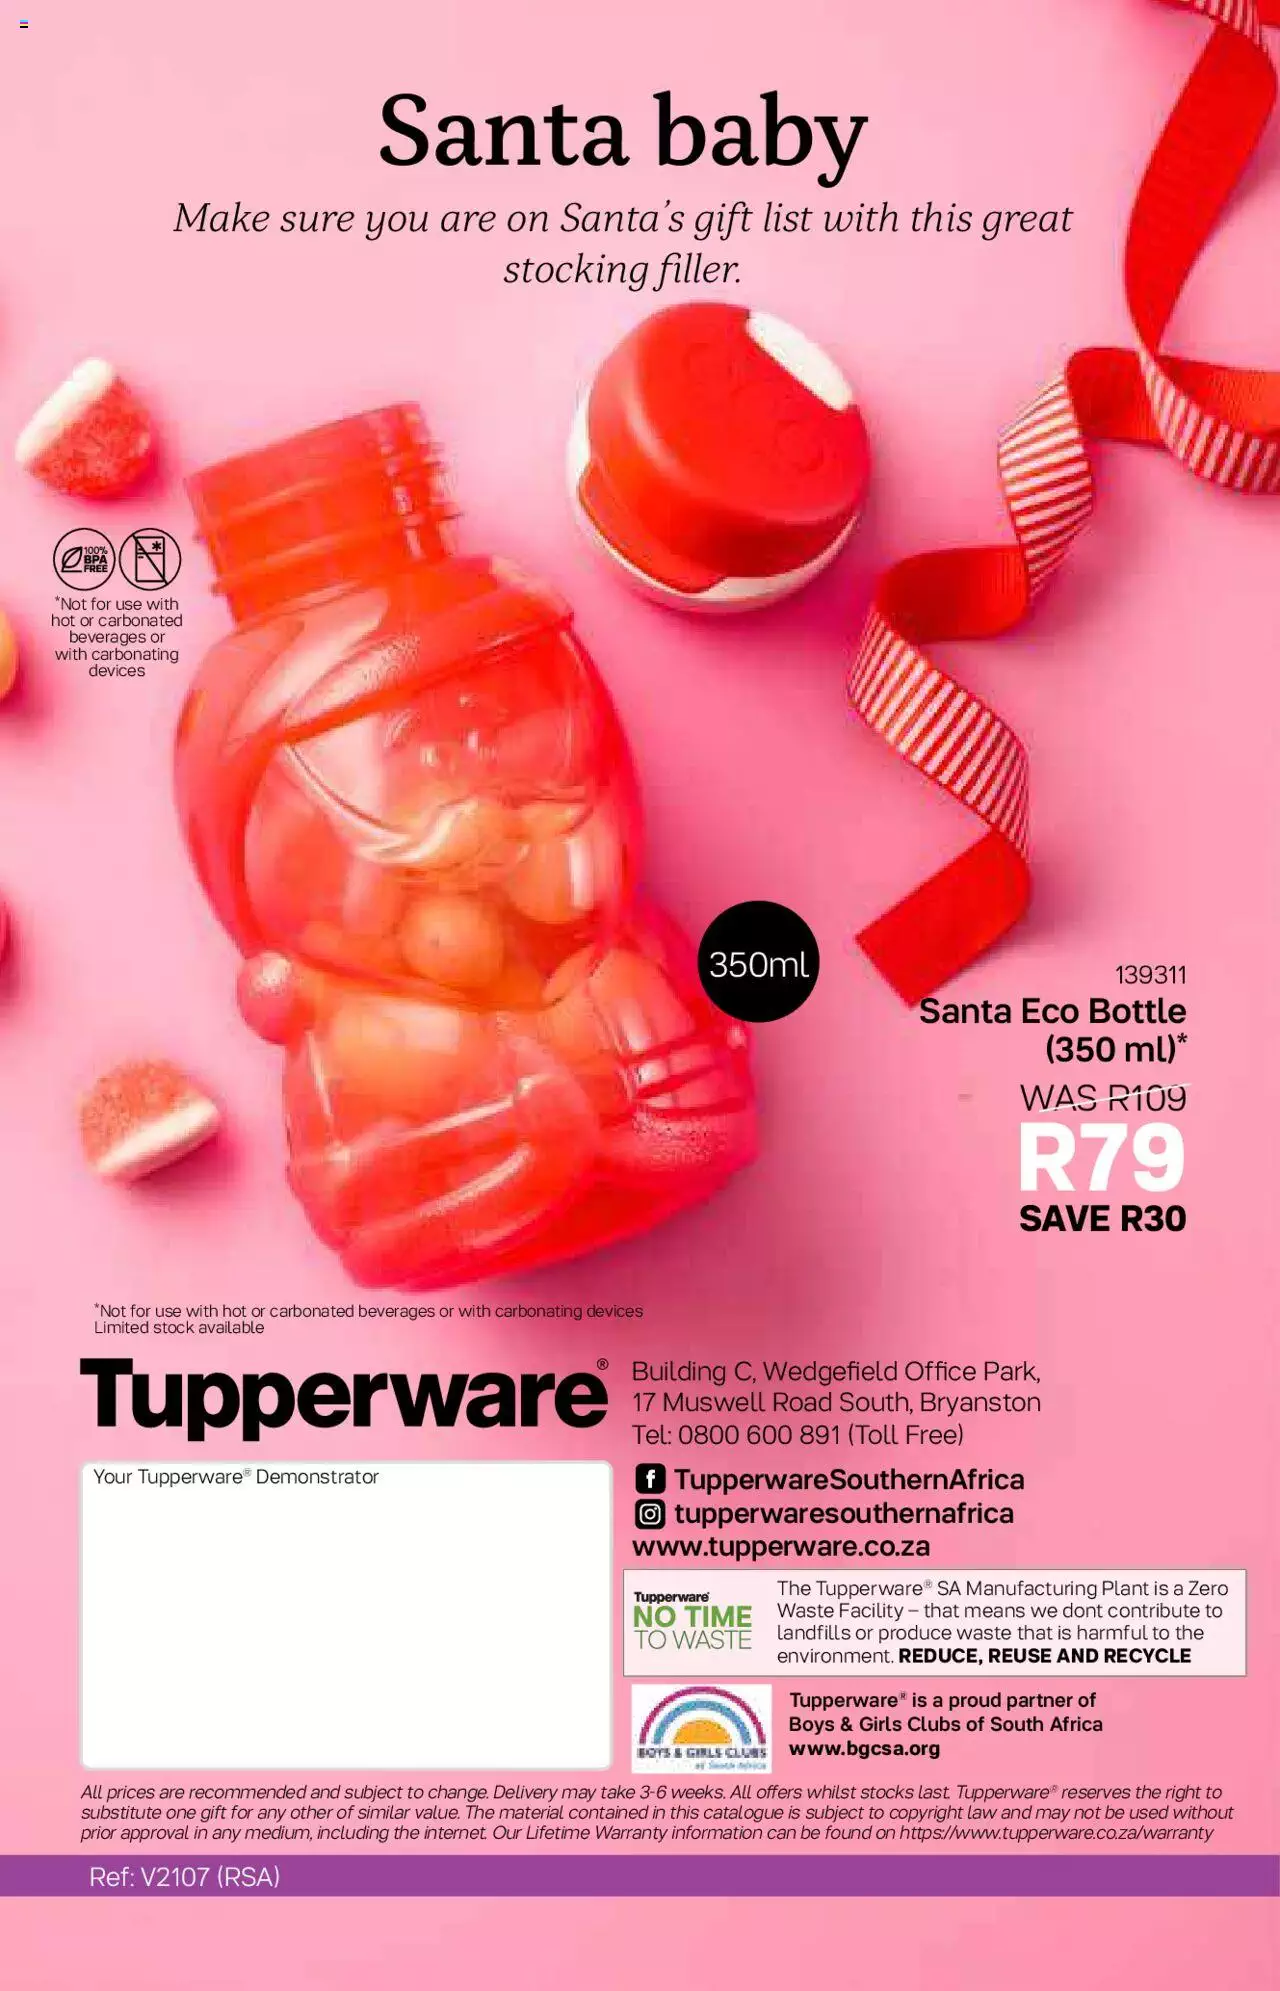 Santa baby
Make sure you are on Santa's gift list with this great
stocking filler.
100%
BPA
FREE
*
*Not for use with
hot or carbonated
beverages or
with carbonating
devices
350ml
139311
Santa Eco Bottle
(350 ml)*
WAS R109
R79
SAVE R30
*Not for use with hot or carbonated beverages or with carbonating devices
Limited stock available
Tupperware®
Building C, Wedgefield Office Park,
17 Muswell Road South, Bryanston
Tel: 0800 600 891 (Toll Free)
Your Tupperware® Demonstrator
TupperwareSouthernAfrica
tupperwaresouthernafrica
www.tupperware.co.za
Tupperware®
NO TIME
TO WASTE
The Tupperware® SA Manufacturing Plant is a Zero
Waste Facility – that means we dont contribute to
landfills or produce waste that is harmful to the
environment. REDUCE, REUSE AND RECYCLE
BOYS & GIRLS CLUBS
of South Africa
Tupperware® is a proud partner of
Boys & Girls Clubs of South Africa
www.bgcsa.org
All prices are recommended and subject to change. Delivery may take 3-6 weeks. All offers whilst stocks last. Tupperware® reserves the right to
substitute one gift for any other of similar value. The material contained in this catalogue is subject to copyright law and may not be used without
prior approval in any medium, including the internet. Our Lifetime Warranty information can be found on https://www.tupperware.co.za/warranty
Ref: V2107 (RSA)